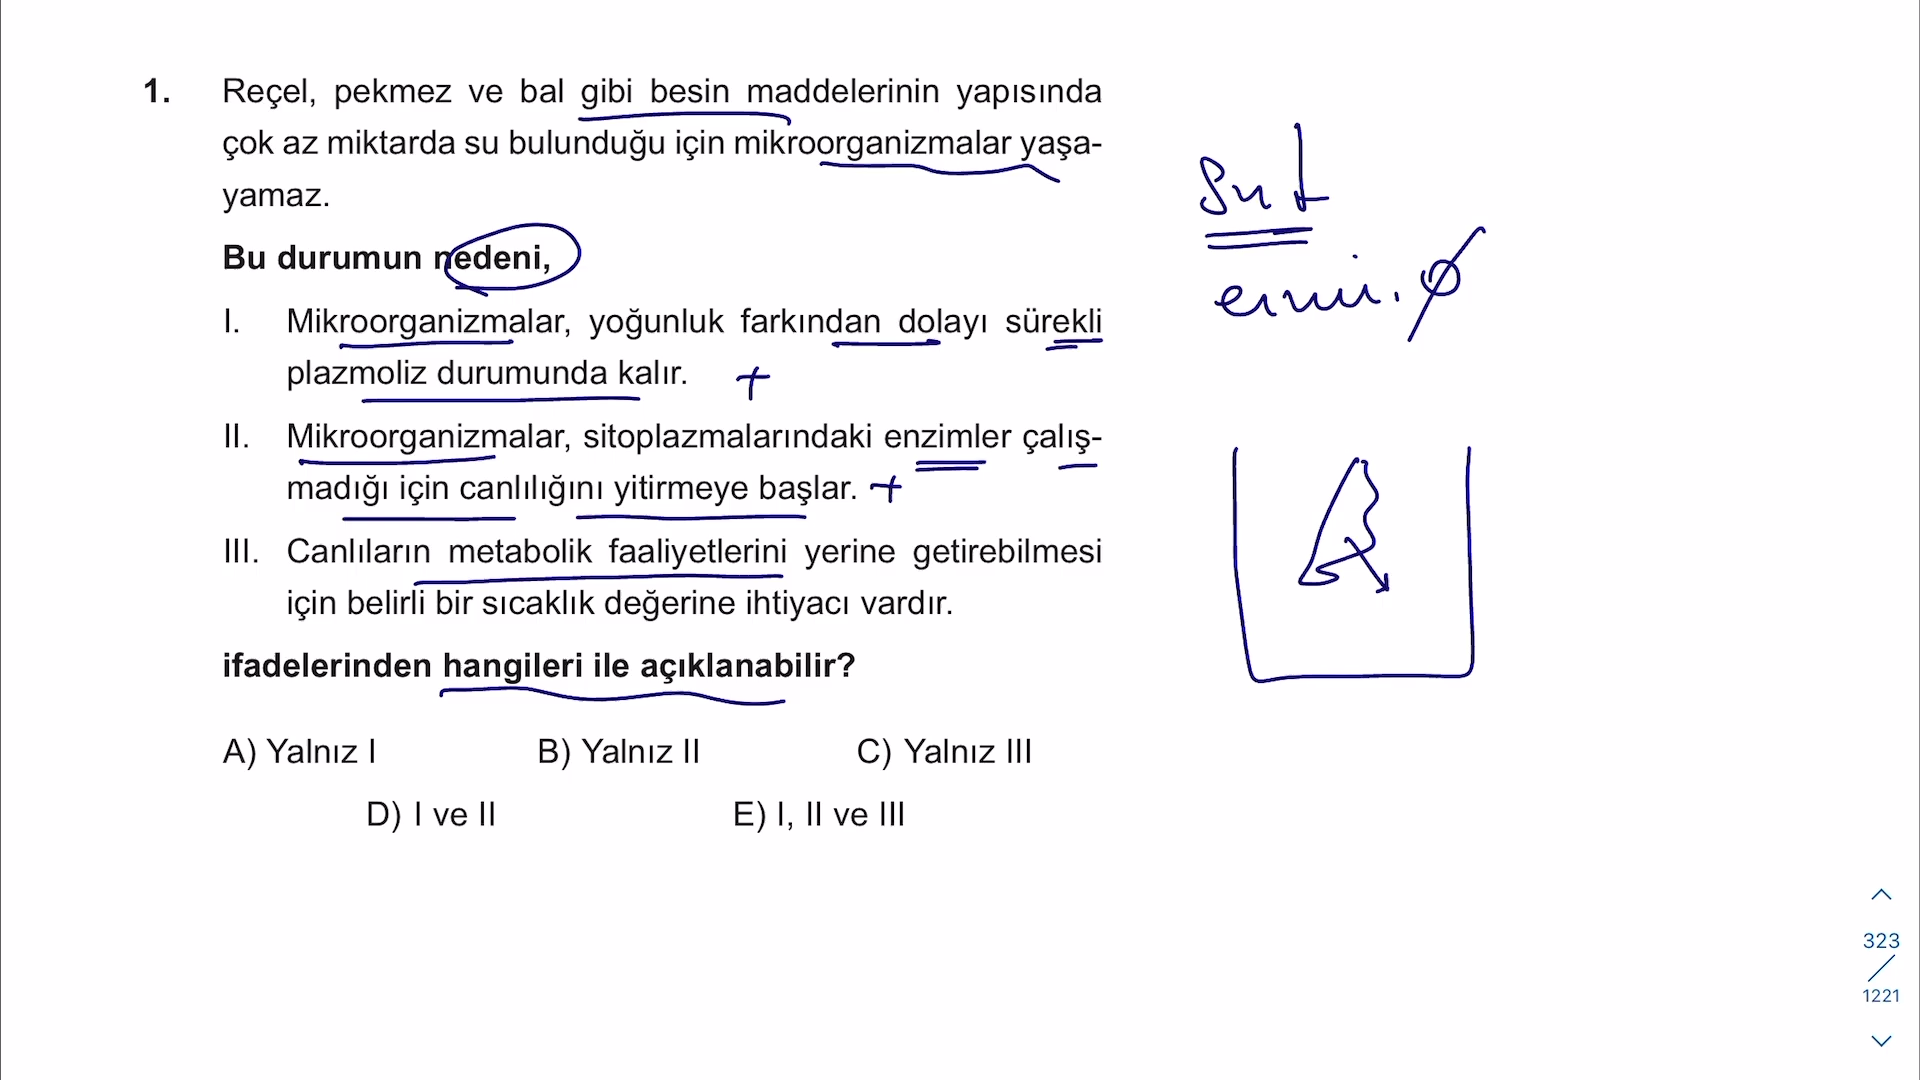 1. Reçel, pekmez ve bal gibi besin maddelerinin yapısında
çok az miktarda su bulunduğu için mikroorganizmalar yaşa-
yamaz.
Bu durumun nedeni,
I. Mikroorganizmalar, yoğunluk farkından dolayı sürekli
plazmoliz durumunda kalır. +
II. Mikroorganizmalar, sitoplazmalarındaki enzimler çalış-
madığı için canlılığını yitirmeye başlar. +
III. Canlıların metabolik faaliyetlerini yerine getirebilmesi
için belirli bir sıcaklık değerine ihtiyacı vardır.
ifadelerinden hangileri ile açıklanabilir?
A) Yalnız I B) Yalnız II C) Yalnız III
D) I ve II E) I, II ve III
Su ↓
323
/
1221